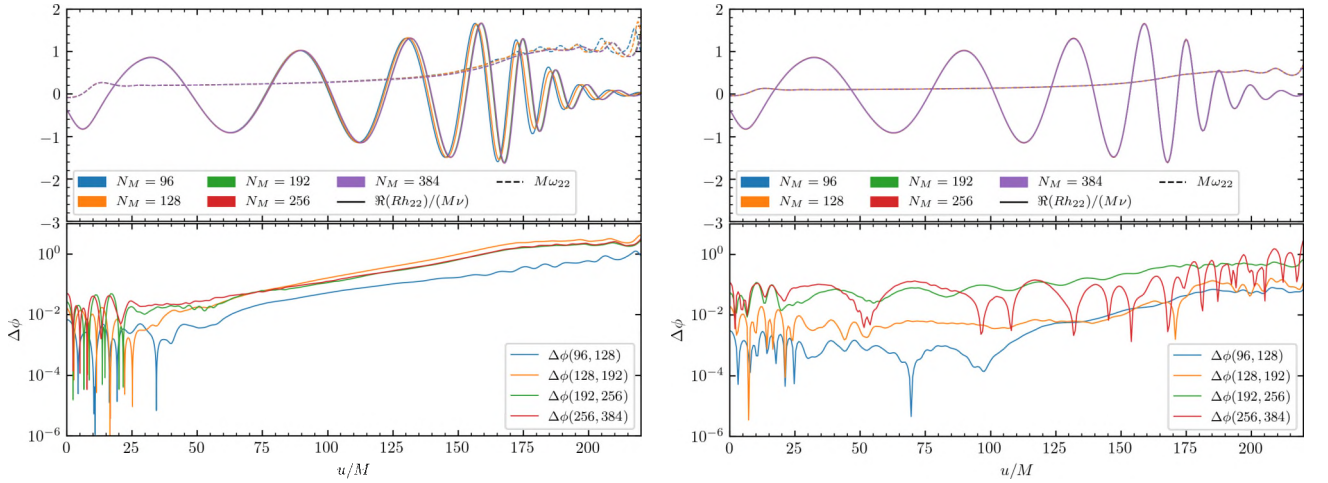 2
1
0
−1
−2
−3
N_M = 96
N_M = 192
N_M = 384
Mω_22
N_M = 128
N_M = 256
ℜ(Rh_22)/(Mν)
10^0
10^−2
10^−4
10^−6
Δϕ
Δϕ(96, 128)
Δϕ(128, 192)
Δϕ(192, 256)
Δϕ(256, 384)
0 25 50 75 100 125 150 175 200
u/M
2
1
0
−1
−2
−3
N_M = 96
N_M = 192
N_M = 384
Mω_22
N_M = 128
N_M = 256
ℜ(Rh_22)/(Mν)
10^0
10^−2
10^−4
10^−6
Δϕ
Δϕ(96, 128)
Δϕ(128, 192)
Δϕ(192, 256)
Δϕ(256, 384)
0 25 50 75 100 125 150 175 200
u/M